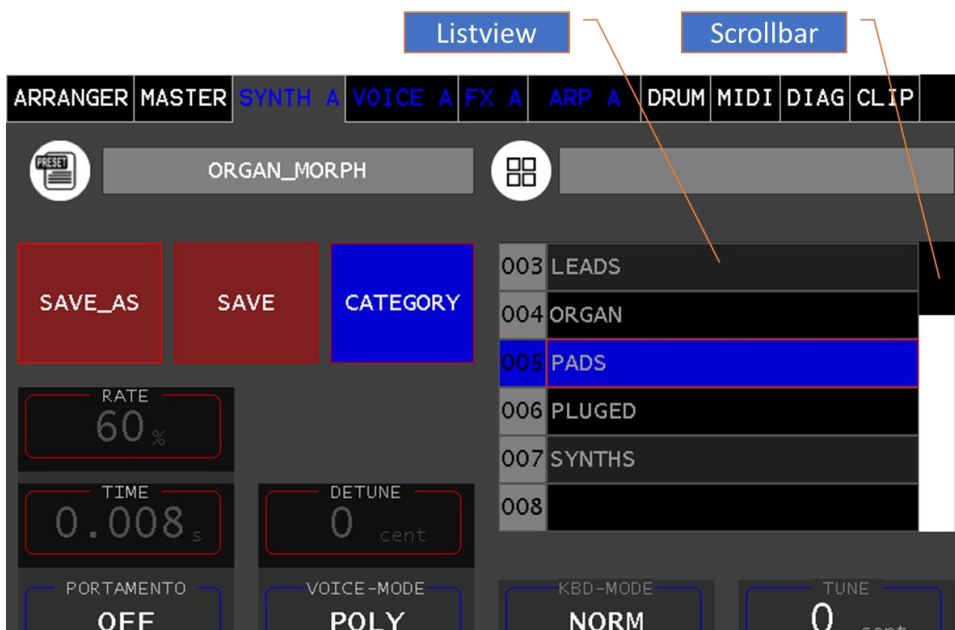 Listview
Scrollbar
ARRANGER MASTER SYNTH A VOICE A FX A ARP A DRUM MIDI DIAG CLIP
PRESET
ORGAN_MORPH
SAVE_AS
SAVE
CATEGORY
003 LEADS
004 ORGAN
005 PADS
006 PLUGED
007 SYNTHS
008
RATE
60 %
TIME
0.008 s
DETUNE
0 cent
PORTAMENTO
OFF
VOICE-MODE
POLY
KBD-MODE
NORM
TUNE
0 cent